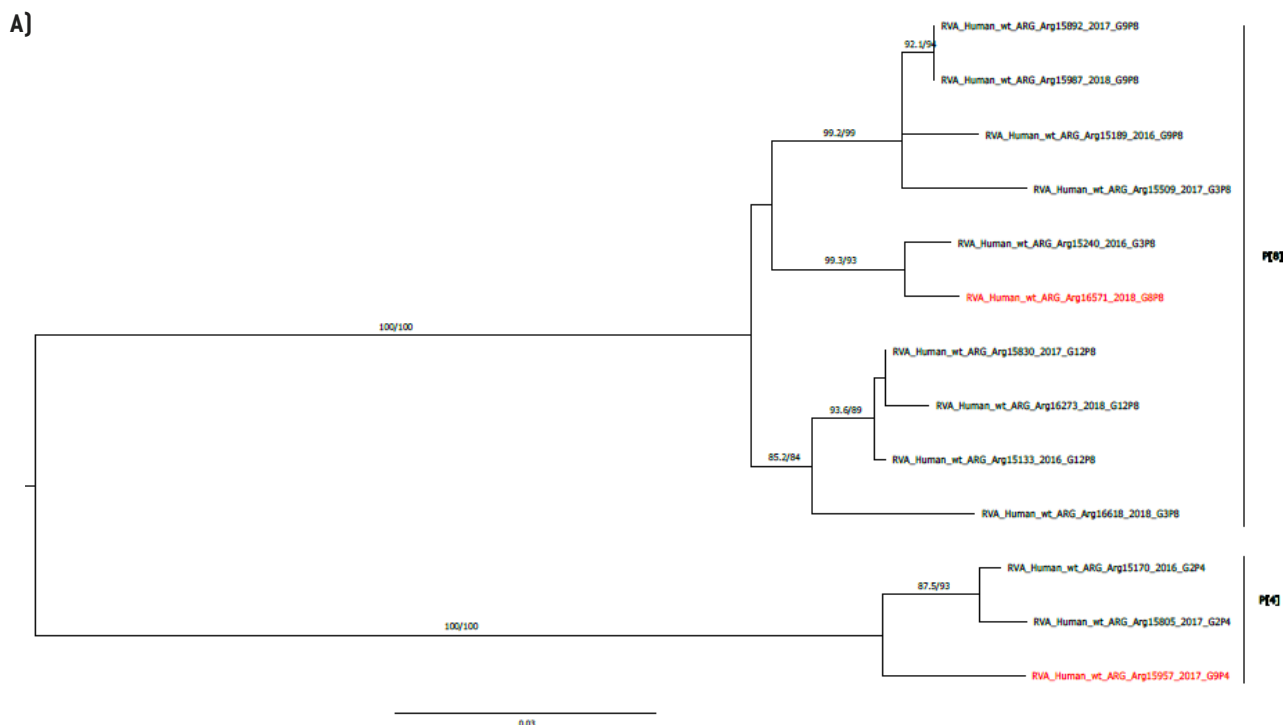 A)
RVA_Human_wt_ARG_Arg15892_2017_G9P8
92.1/94
RVA_Human_wt_ARG_Arg15987_2018_G9P8
99.2/99
RVA_Human_wt_ARG_Arg15189_2016_G9P8
RVA_Human_wt_ARG_Arg15509_2017_G3P8
RVA_Human_wt_ARG_Arg15240_2016_G3P8
P[8]
99.3/93
RVA_Human_wt_ARG_Arg16571_2018_G8P8
100/100
RVA_Human_wt_ARG_Arg15830_2017_G12P8
93.6/89
RVA_Human_wt_ARG_Arg16273_2018_G12P8
85.2/84
RVA_Human_wt_ARG_Arg15133_2016_G12P8
RVA_Human_wt_ARG_Arg16618_2018_G3P8
RVA_Human_wt_ARG_Arg15170_2016_G2P4
87.5/93
P[4]
RVA_Human_wt_ARG_Arg15805_2017_G2P4
100/100
RVA_Human_wt_ARG_Arg15957_2017_G9P4
0.03